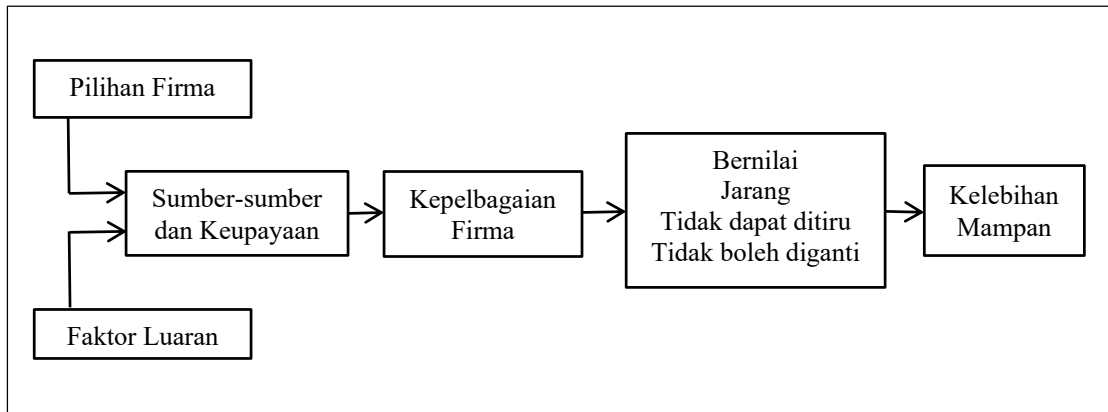 Pilihan Firma
Sumber-sumber
dan Keupayaan
Faktor Luaran
Kepelbagaian
Firma
Bernilai
Jarang
Tidak dapat ditiru
Tidak boleh diganti
Kelebihan
Mampan